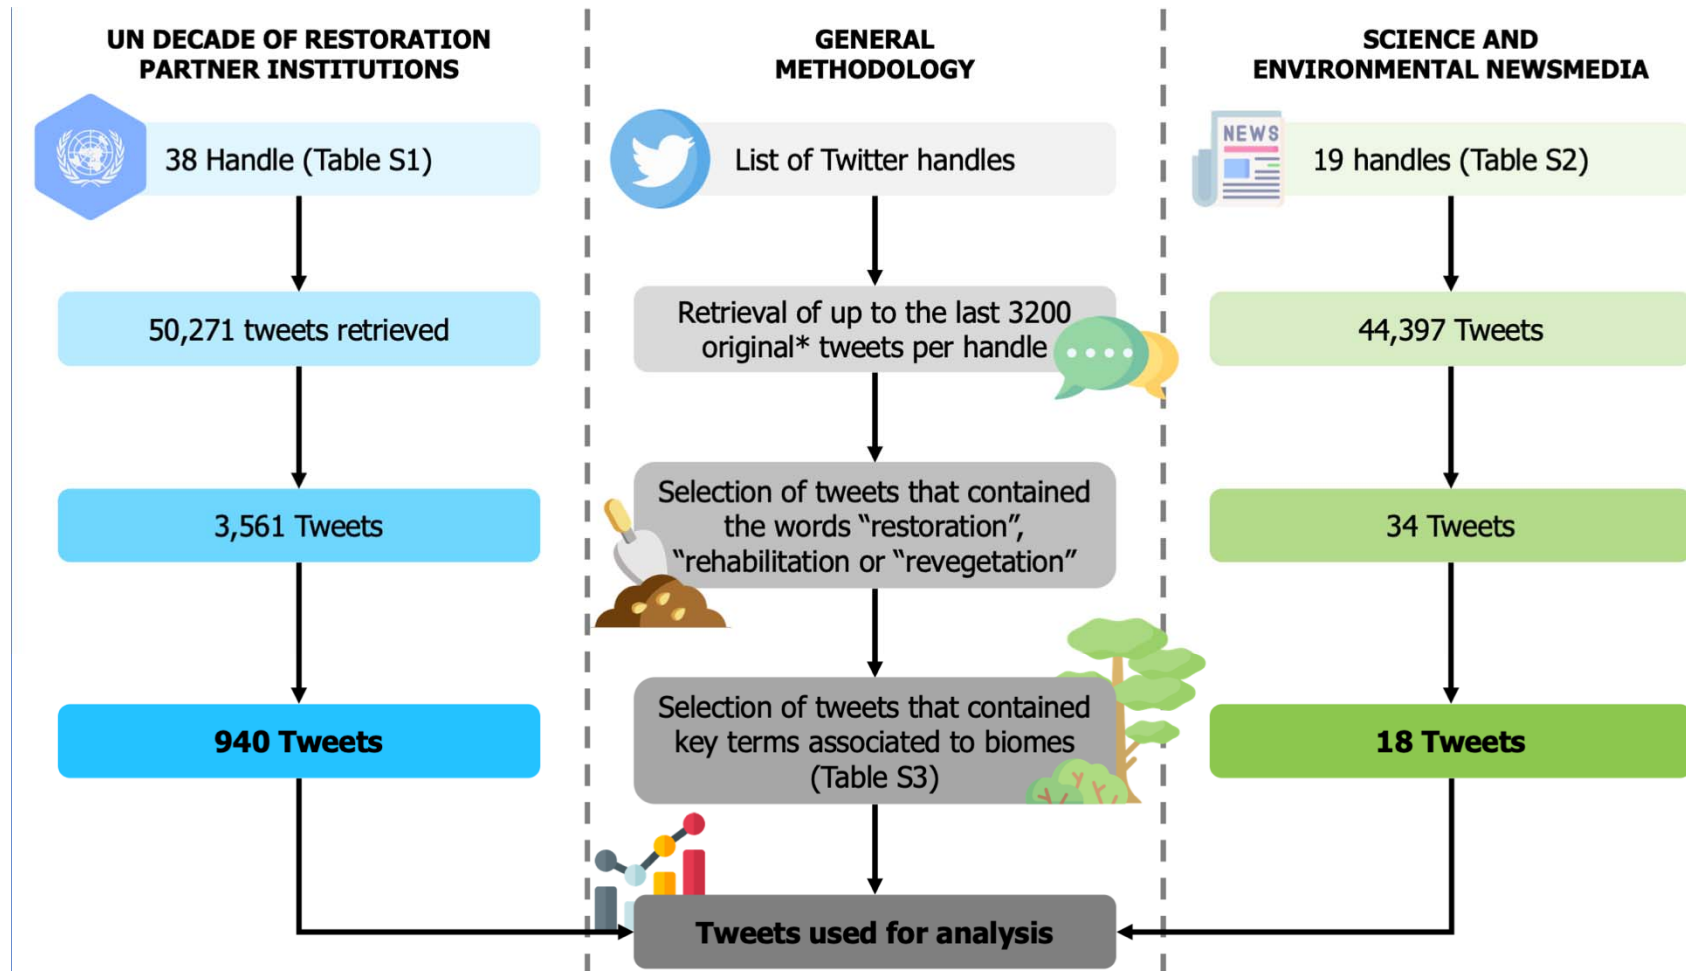 UN DECADE OF RESTORATION
PARTNER INSTITUTIONS
38 Handle (Table S1)
50,271 tweets retrieved
3,561 Tweets
940 Tweets
GENERAL
METHODOLOGY
List of Twitter handles
Retrieval of up to the last 3200
original* tweets per handle
Selection of tweets that contained
the words “restoration”,
“rehabilitation or “revegetation”
Selection of tweets that contained
key terms associated to biomes
(Table S3)
Tweets used for analysis
SCIENCE AND
ENVIRONMENTAL NEWSMEDIA
NEWS
19 handles (Table S2)
44,397 Tweets
34 Tweets
18 Tweets